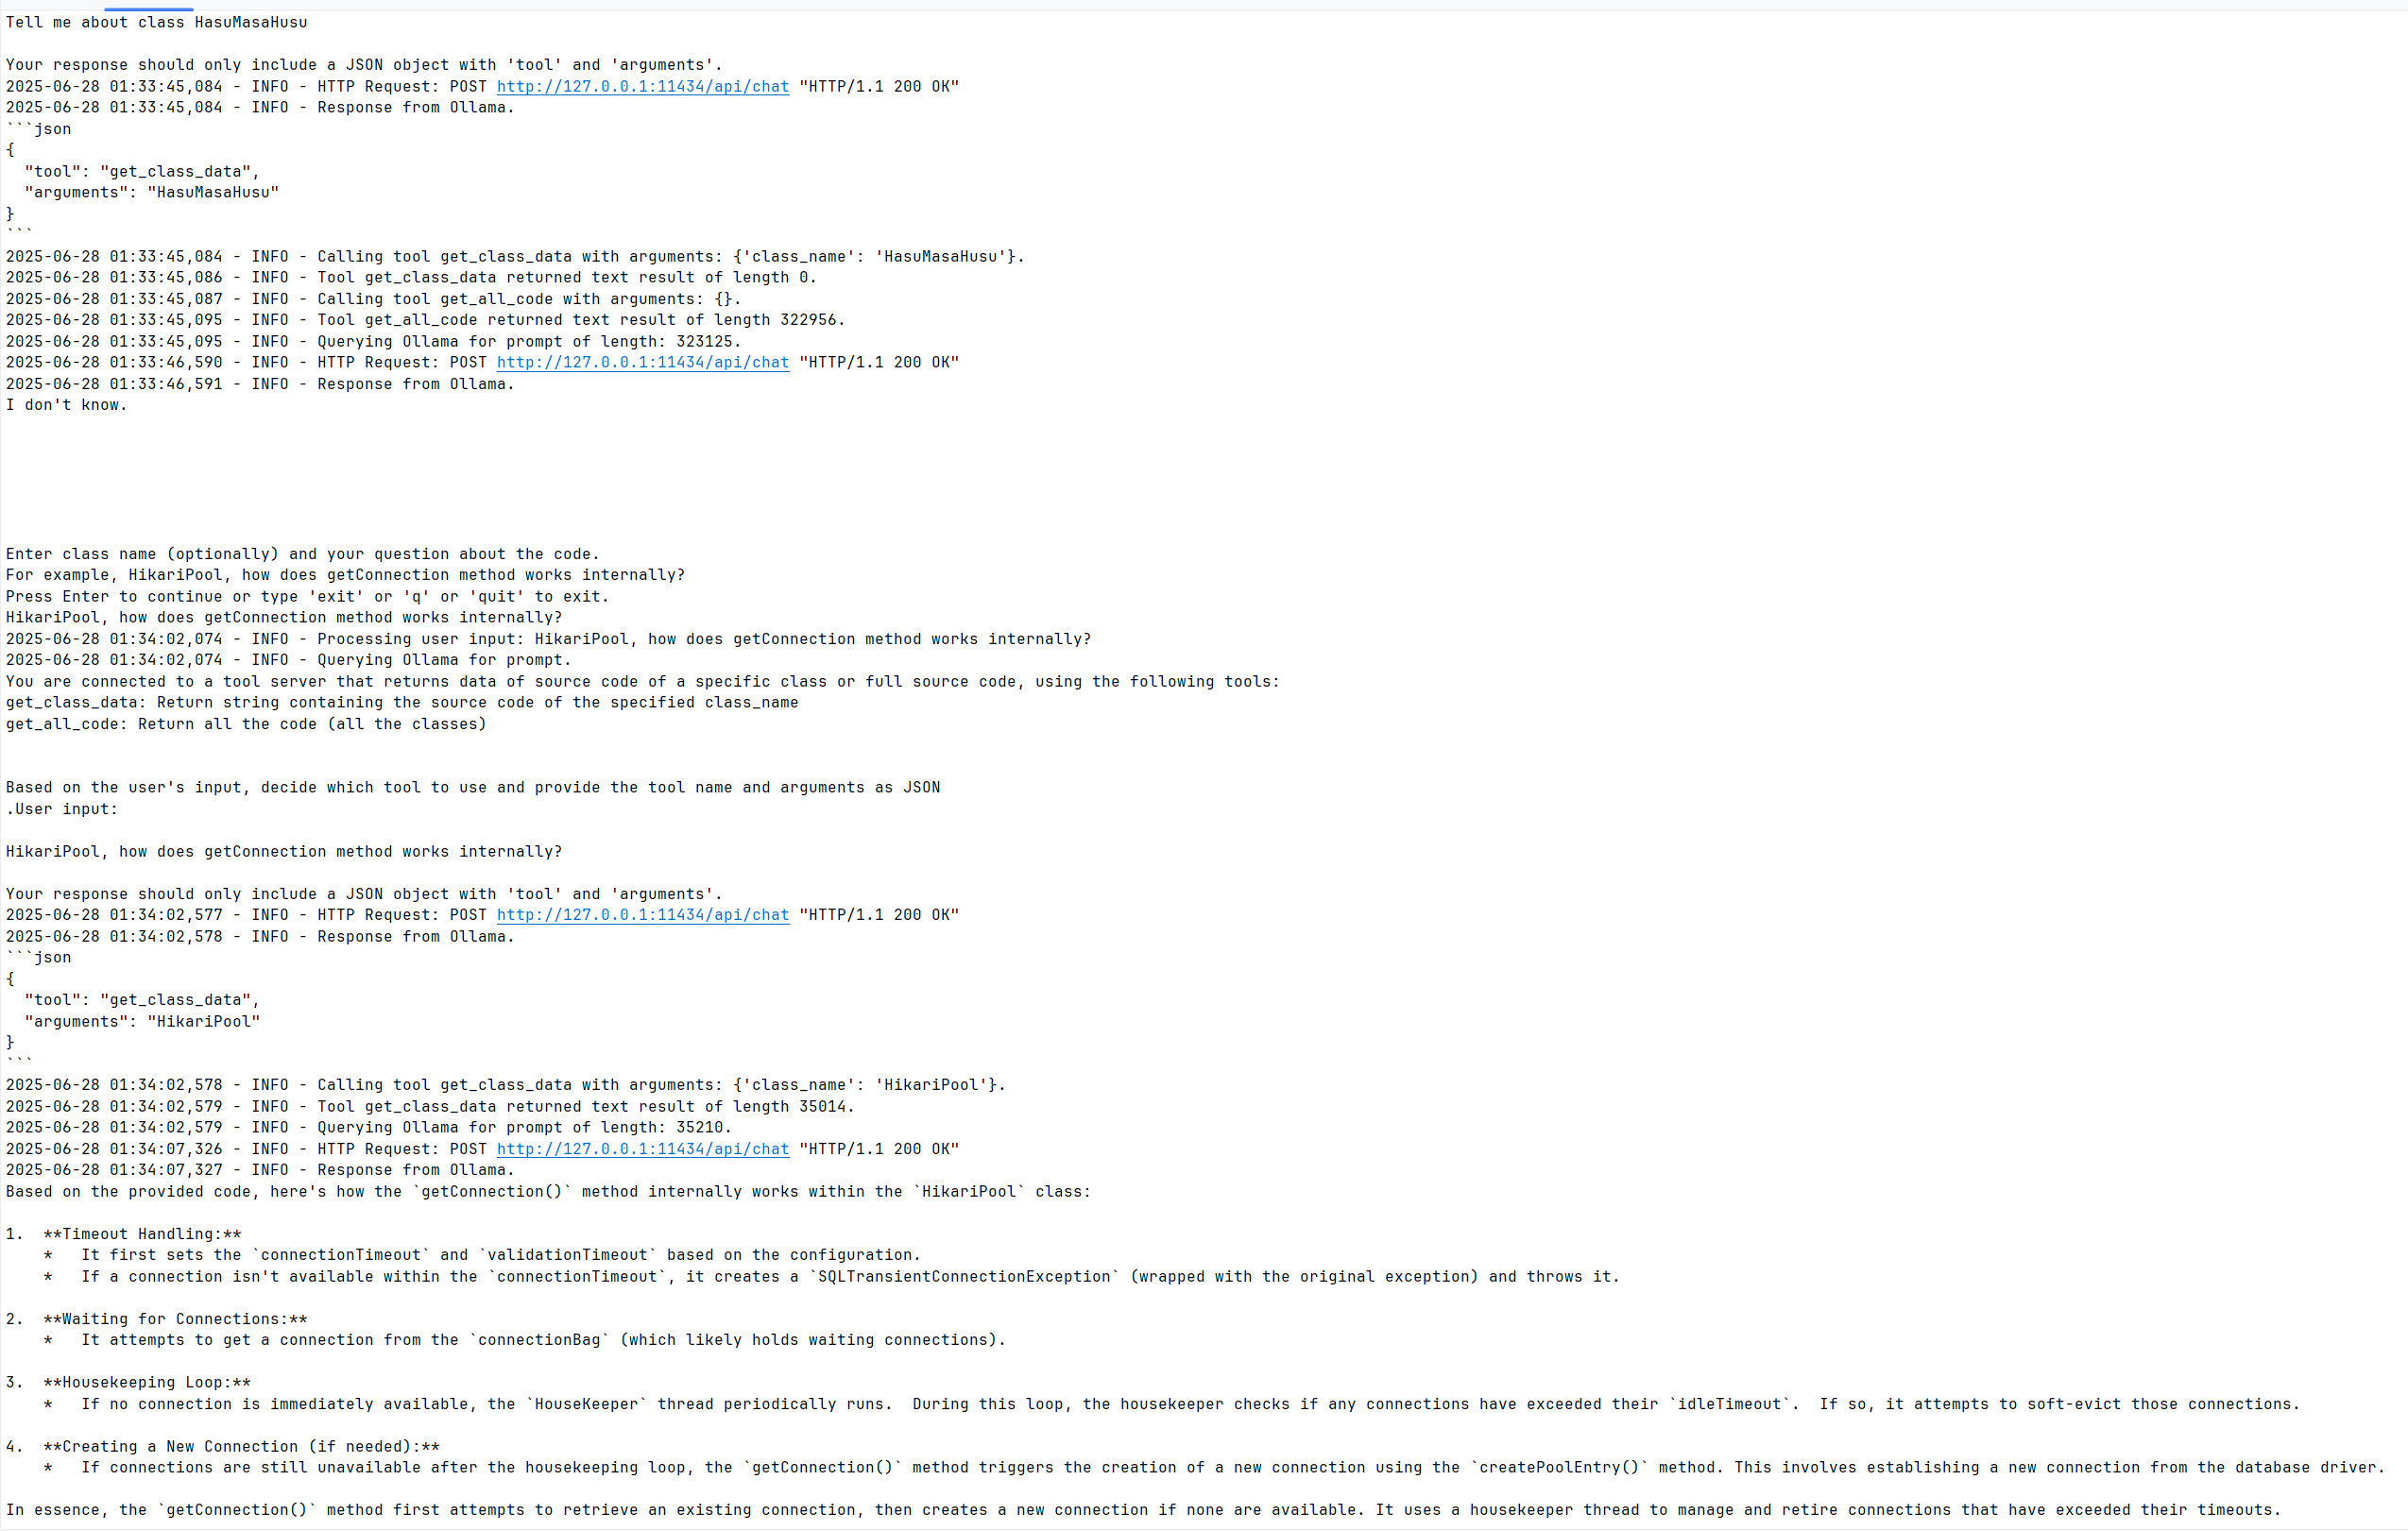 Tell me about class HasuMasaHusu
Your response should only include a JSON object with 'tool' and 'arguments'.
2025-06-28 01:33:45,084 - INFO - HTTP Request: POST http://127.0.0.1:11434/api/chat "HTTP/1.1 200 OK"
2025-06-28 01:33:45,084 - INFO - Response from Ollama.
```json
{
  "tool": "get_class_data",
  "arguments": "HasuMasaHusu"
}
```
2025-06-28 01:33:45,084 - INFO - Calling tool get_class_data with arguments: {'class_name': 'HasuMasaHusu'}.
2025-06-28 01:33:45,086 - INFO - Tool get_class_data returned text result of length 0.
2025-06-28 01:33:45,087 - INFO - Calling tool get_all_code with arguments: {}.
2025-06-28 01:33:45,095 - INFO - Tool get_all_code returned text result of length 322956.
2025-06-28 01:33:45,095 - INFO - Querying Ollama for prompt of length: 323125.
2025-06-28 01:33:46,590 - INFO - HTTP Request: POST http://127.0.0.1:11434/api/chat "HTTP/1.1 200 OK"
2025-06-28 01:33:46,591 - INFO - Response from Ollama.
I don't know.
Enter class name (optionally) and your question about the code.
For example, HikariPool, how does getConnection method works internally?
Press Enter to continue or type 'exit' or 'q' or 'quit' to exit.
HikariPool, how does getConnection method works internally?
2025-06-28 01:34:02,074 - INFO - Processing user input: HikariPool, how does getConnection method works internally?
2025-06-28 01:34:02,074 - INFO - Querying Ollama for prompt.
You are connected to a tool server that returns data of source code of a specific class or full source code, using the following tools:
get_class_data: Return string containing the source code of the specified class_name
get_all_code: Return all the code (all the classes)
Based on the user's input, decide which tool to use and provide the tool name and arguments as JSON
.User input:
HikariPool, how does getConnection method works internally?
Your response should only include a JSON object with 'tool' and 'arguments'.
2025-06-28 01:34:02,577 - INFO - HTTP Request: POST http://127.0.0.1:11434/api/chat "HTTP/1.1 200 OK"
2025-06-28 01:34:02,578 - INFO - Response from Ollama.
```json
{
  "tool": "get_class_data",
  "arguments": "HikariPool"
}
```
2025-06-28 01:34:02,578 - INFO - Calling tool get_class_data with arguments: {'class_name': 'HikariPool'}.
2025-06-28 01:34:02,579 - INFO - Tool get_class_data returned text result of length 35014.
2025-06-28 01:34:02,579 - INFO - Querying Ollama for prompt of length: 35210.
2025-06-28 01:34:07,326 - INFO - HTTP Request: POST http://127.0.0.1:11434/api/chat "HTTP/1.1 200 OK"
2025-06-28 01:34:07,327 - INFO - Response from Ollama.
Based on the provided code, here's how the `getConnection()` method internally works within the `HikariPool` class:
1.  **Timeout Handling:**
    *   It first sets the `connectionTimeout` and `validationTimeout` based on the configuration.
    *   If a connection isn't available within the `connectionTimeout`, it creates a `SQLTransientConnectionException` (wrapped with the original exception) and throws it.
2.  **Waiting for Connections:**
    *   It attempts to get a connection from the `connectionBag` (which likely holds waiting connections).
3.  **Housekeeping Loop:**
    *   If no connection is immediately available, the `HouseKeeper` thread periodically runs.  During this loop, the housekeeper checks if any connections have exceeded their `idleTimeout`.  If so, it attempts to soft-evict those connections.
4.  **Creating a New Connection (if needed):**
    *   If connections are still unavailable after the housekeeping loop, the `getConnection()` method triggers the creation of a new connection using the `createPoolEntry()` method. This involves establishing a new connection from the database driver.
In essence, the `getConnection()` method first attempts to retrieve an existing connection, then creates a new connection if none are available. It uses a housekeeper thread to manage and retire connections that have exceeded their timeouts.